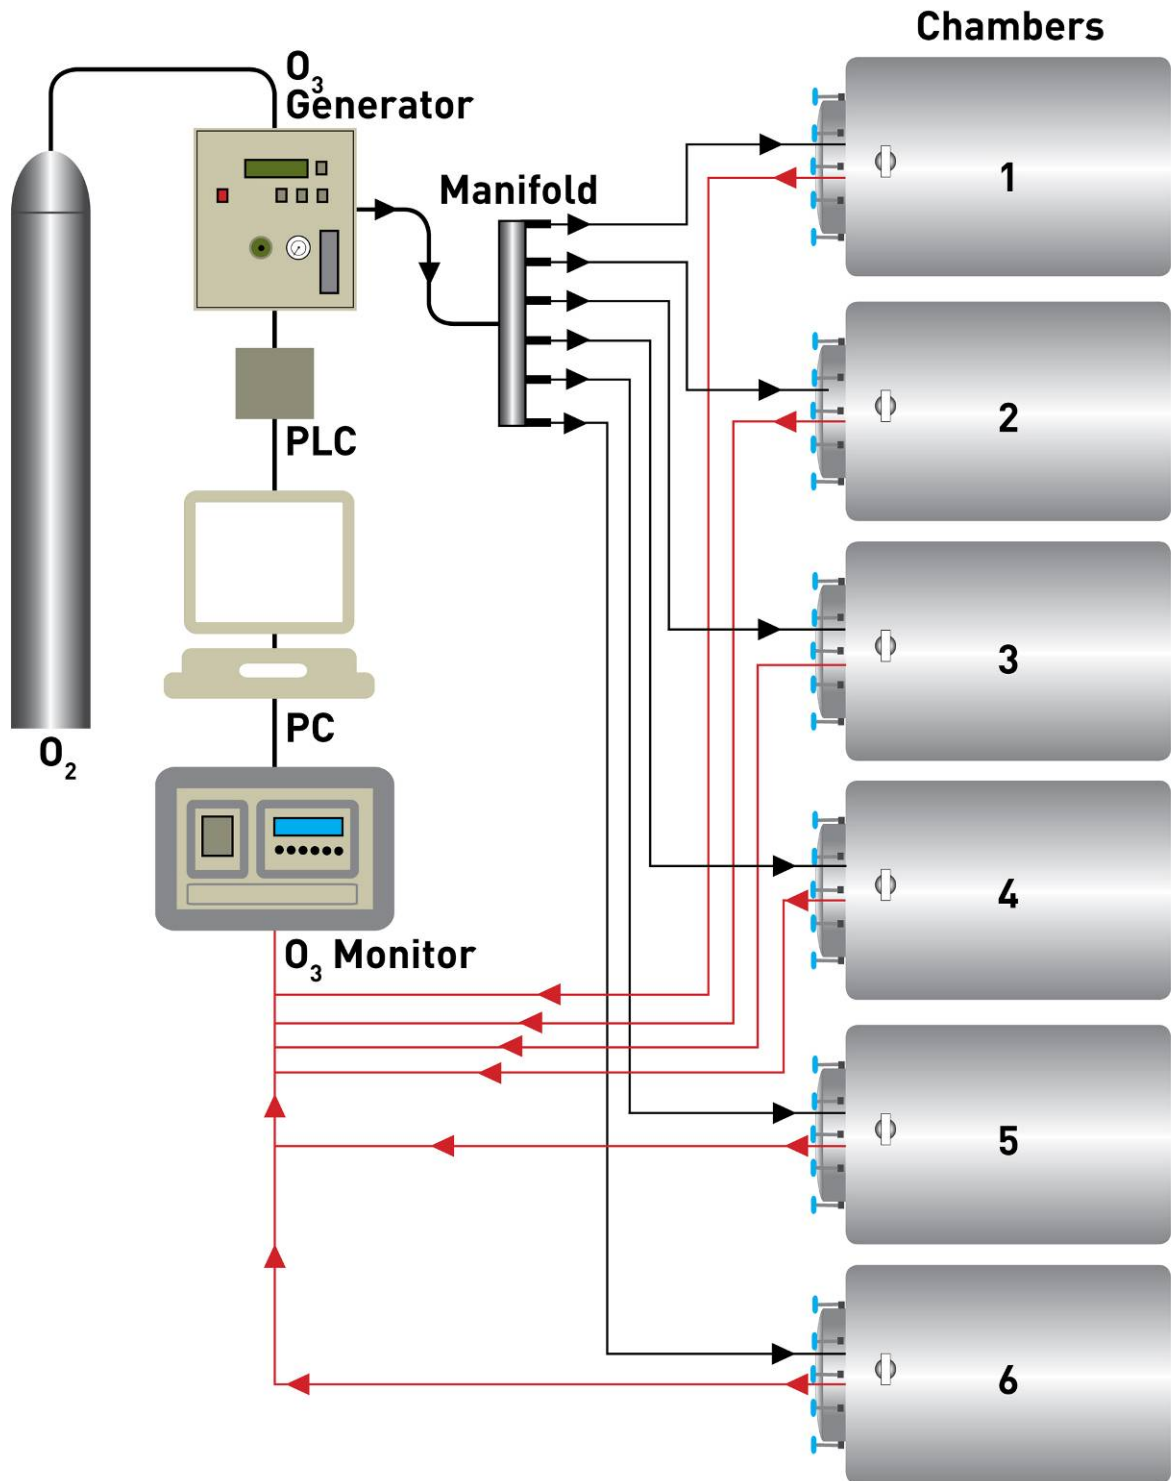 Chambers
O₃
Generator
Manifold
1
2
PLC
3
PC
O₂
4
O₃ Monitor
5
6